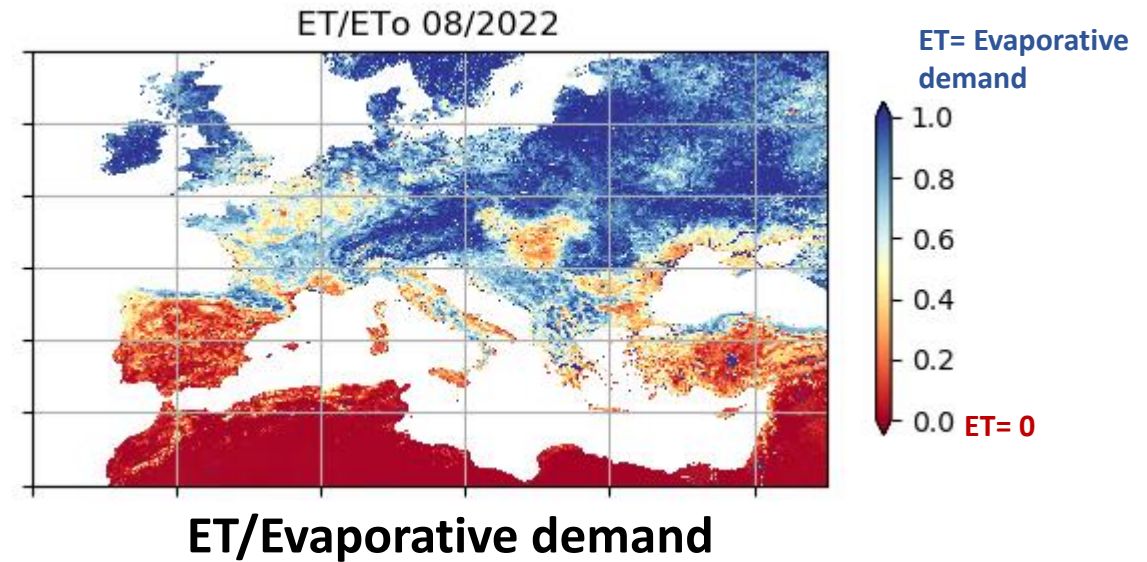 ET/ETo 08/2022
ET= Evaporative
demand
1.0
0.8
0.6
0.4
0.2
0.0
ET= 0
ET/Evaporative demand